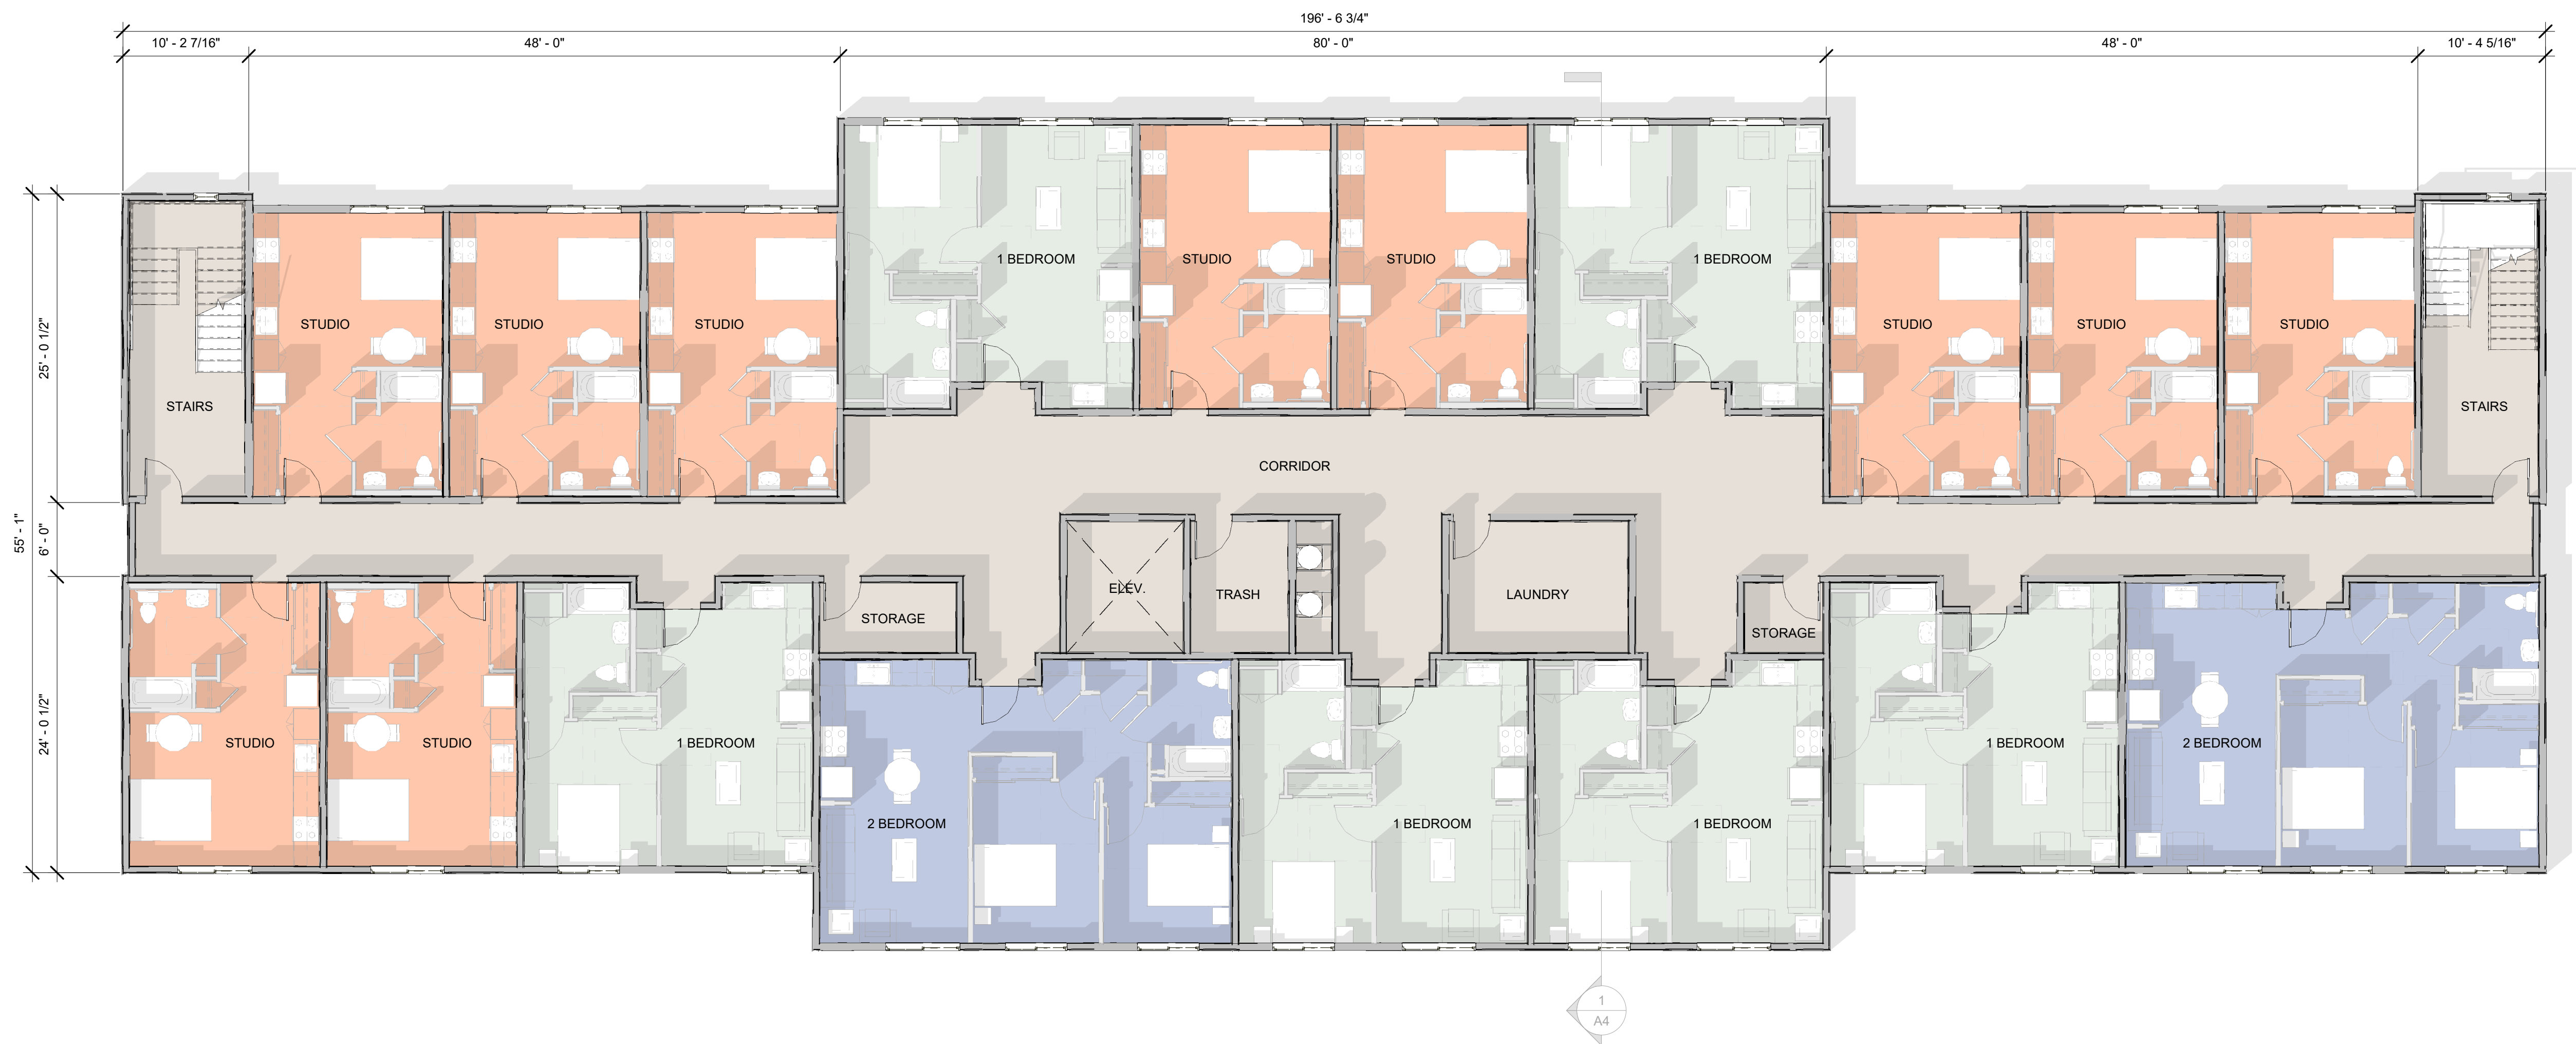 196' - 6 3/4"
10' - 2 7/16"
48' - 0"
80' - 0"
48' - 0"
10' - 4 5/16"
1 BEDROOM
STUDIO
STUDIO
1 BEDROOM
STUDIO
STUDIO
STUDIO
STUDIO
STUDIO
STUDIO
25' - 0 1/2"
STAIRS
STAIRS
CORRIDOR
55' - 1"
6' - 0"
ELEV.
TRASH
LAUNDRY
STORAGE
STORAGE
24' - 0 1/2"
STUDIO
STUDIO
1 BEDROOM
1 BEDROOM
2 BEDROOM
2 BEDROOM
1 BEDROOM
1 BEDROOM
1
A4